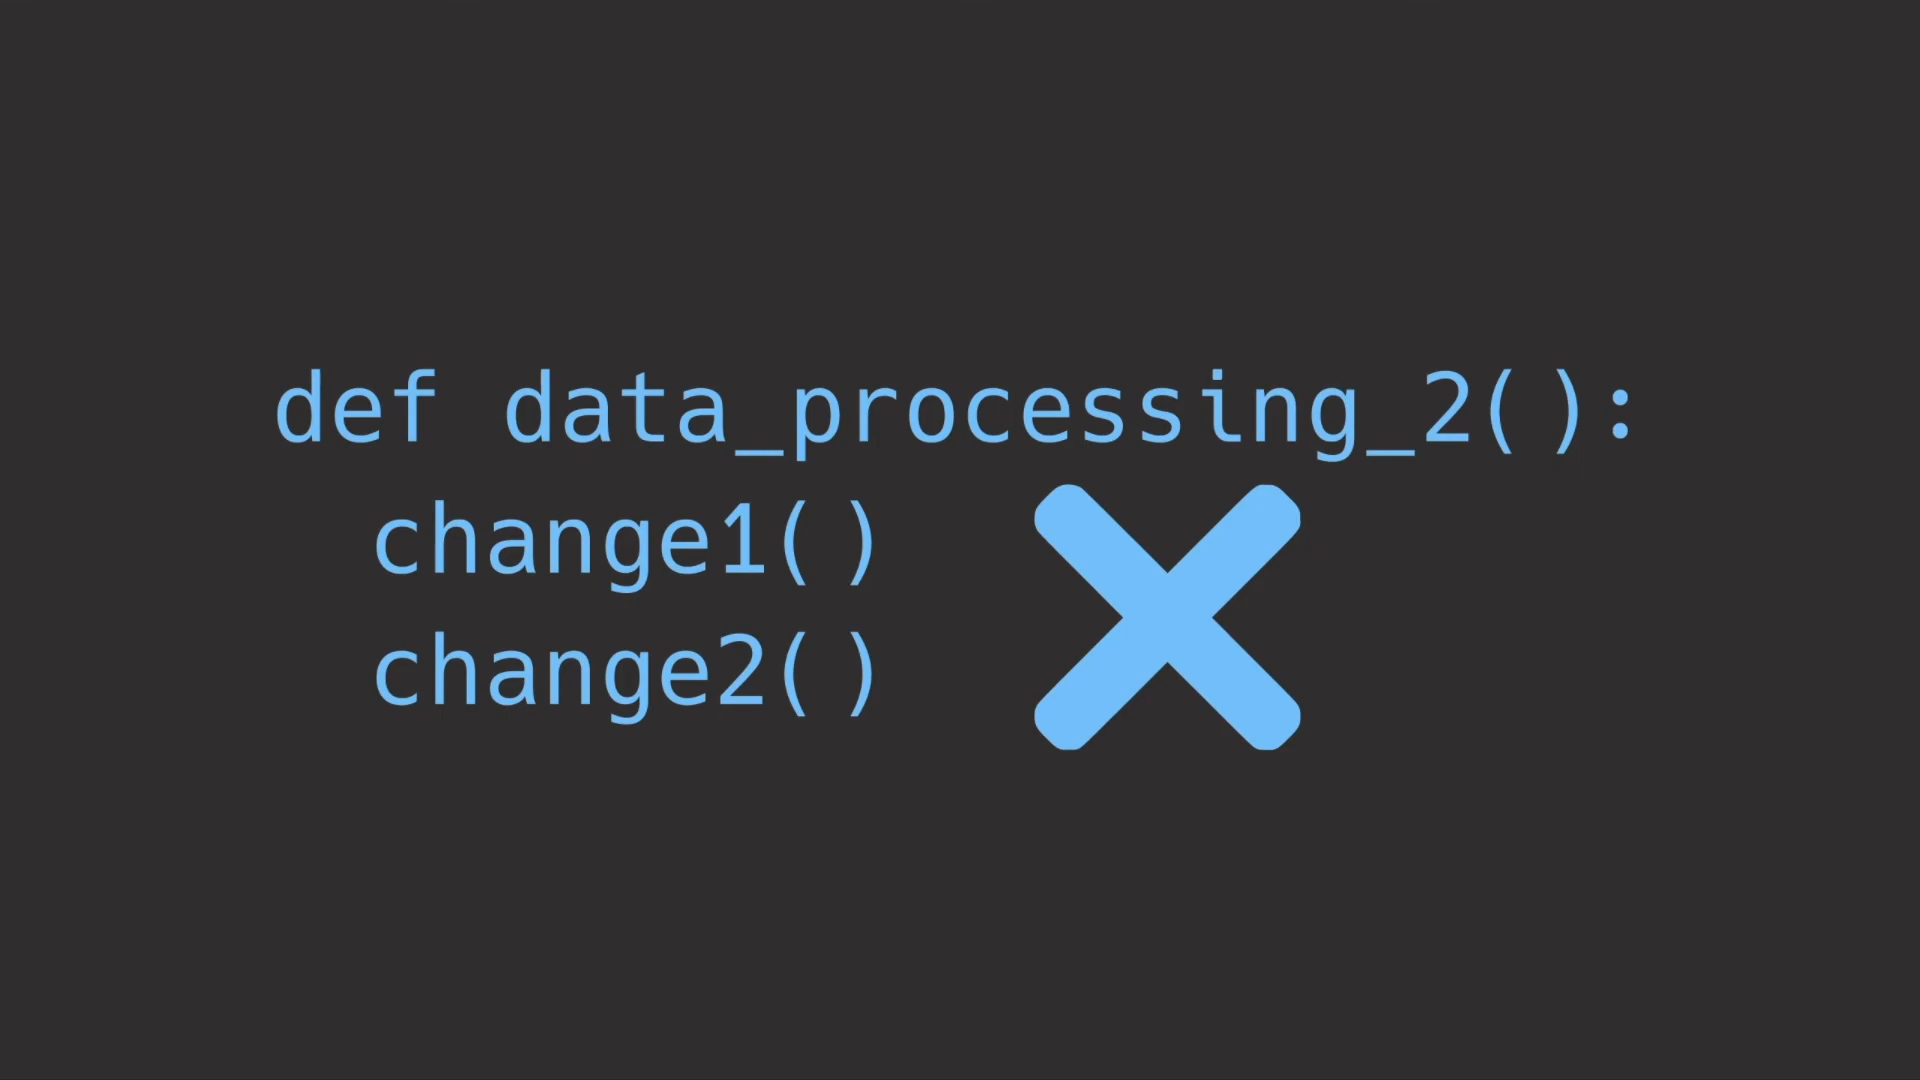 def data_processing_2():
change1()
change2()